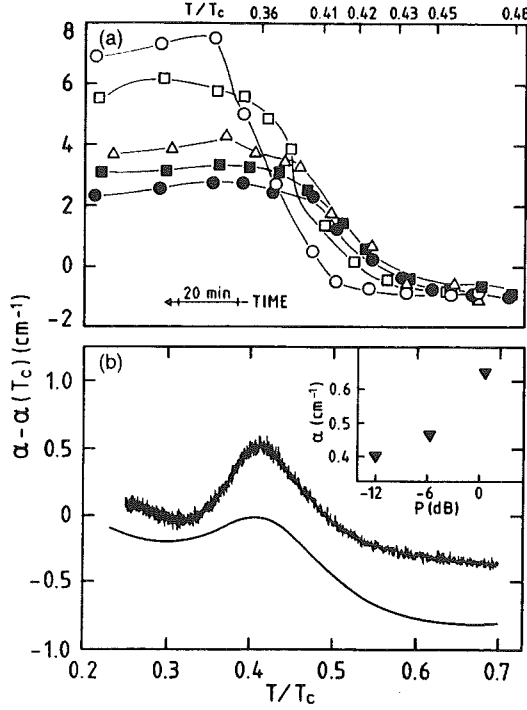 T/Tc
0.36 0.41 0.42 0.43 0.45 0.48
(a)
8
6
4
2
0
-2
20 min TIME
α - α(Tc) (cm⁻¹)
(b)
1.0
0.5
0
-0.5
-1.0
α (cm⁻¹)
0.6
0.5
0.4
-12 -6 0
P(dB)
0.2 0.3 0.4 0.5 0.6 0.7
T/Tc